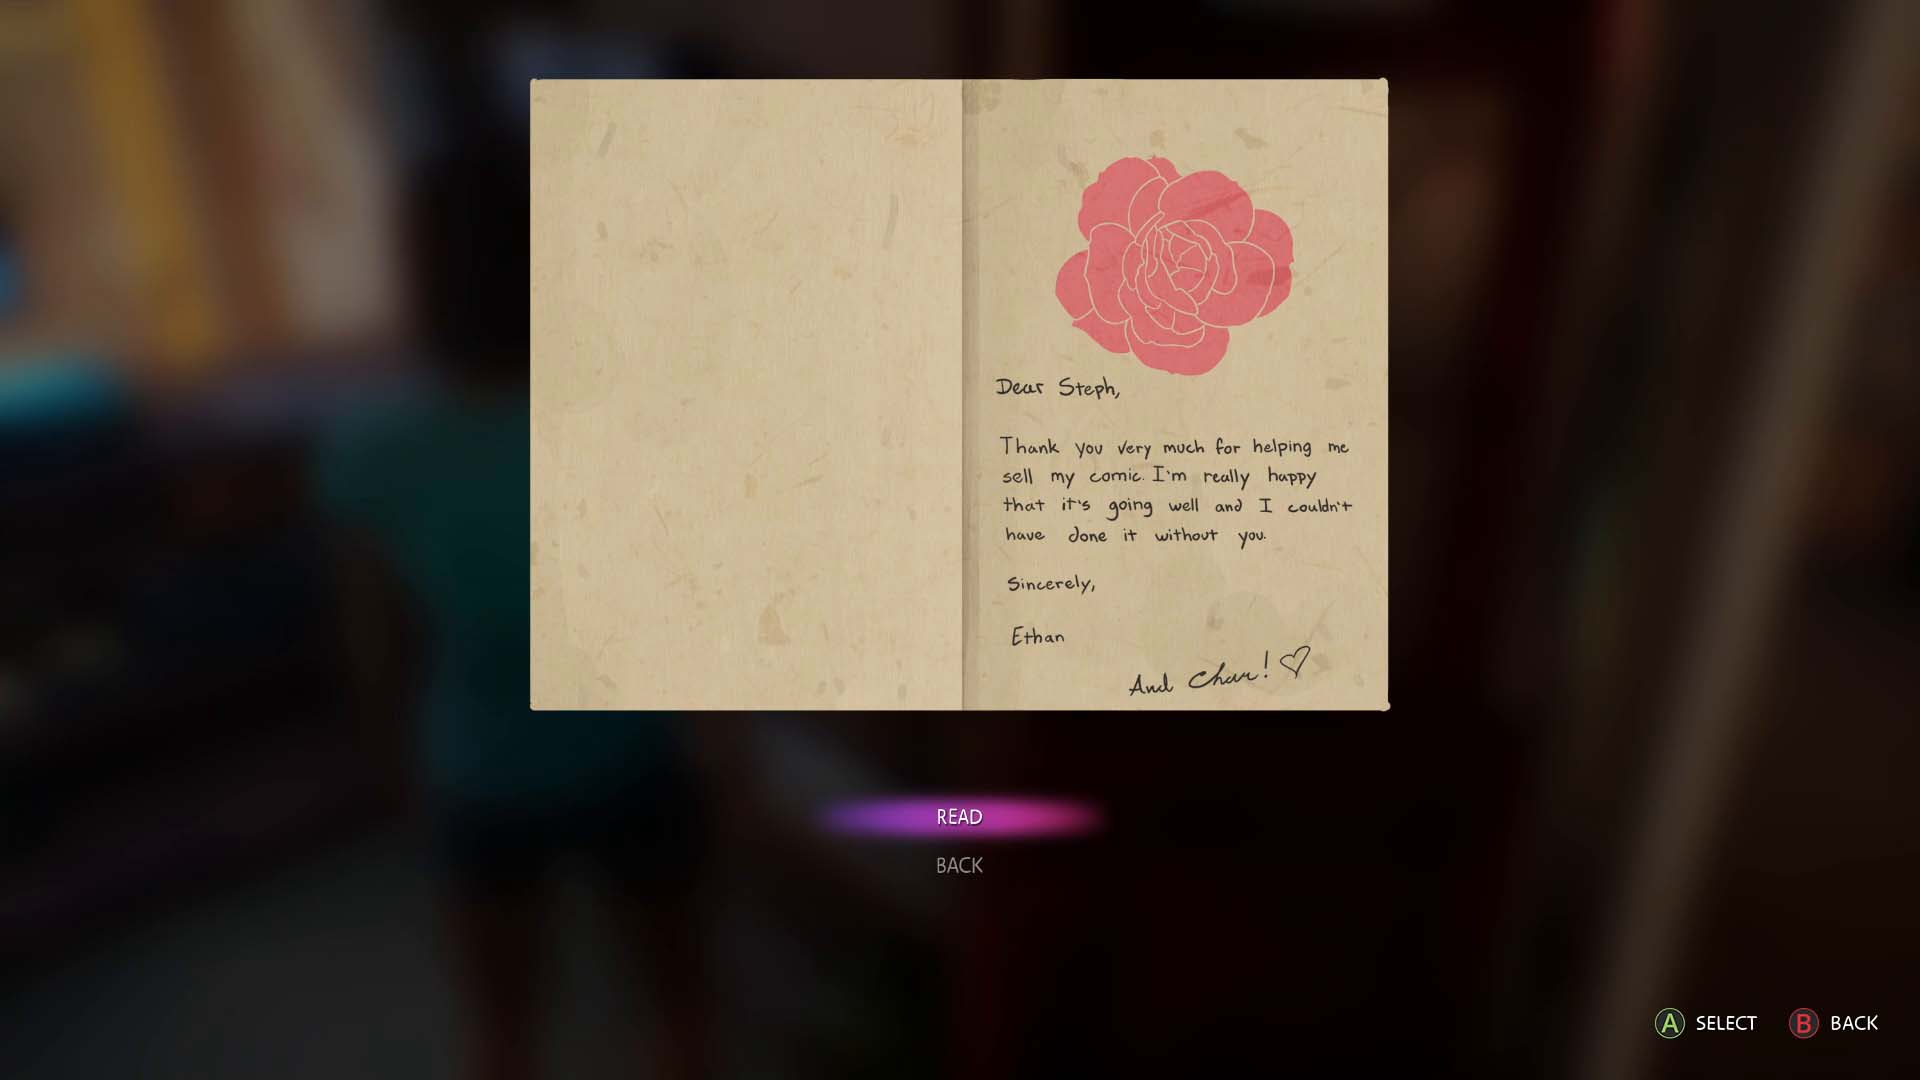 Dear Steph,
Thank you very much for helping me
sell my comic. I'm really happy
that it's going well and I couldn't
have done it without you.
Sincerely,
Ethan
And Char! ♡
READ
BACK
A SELECT B BACK